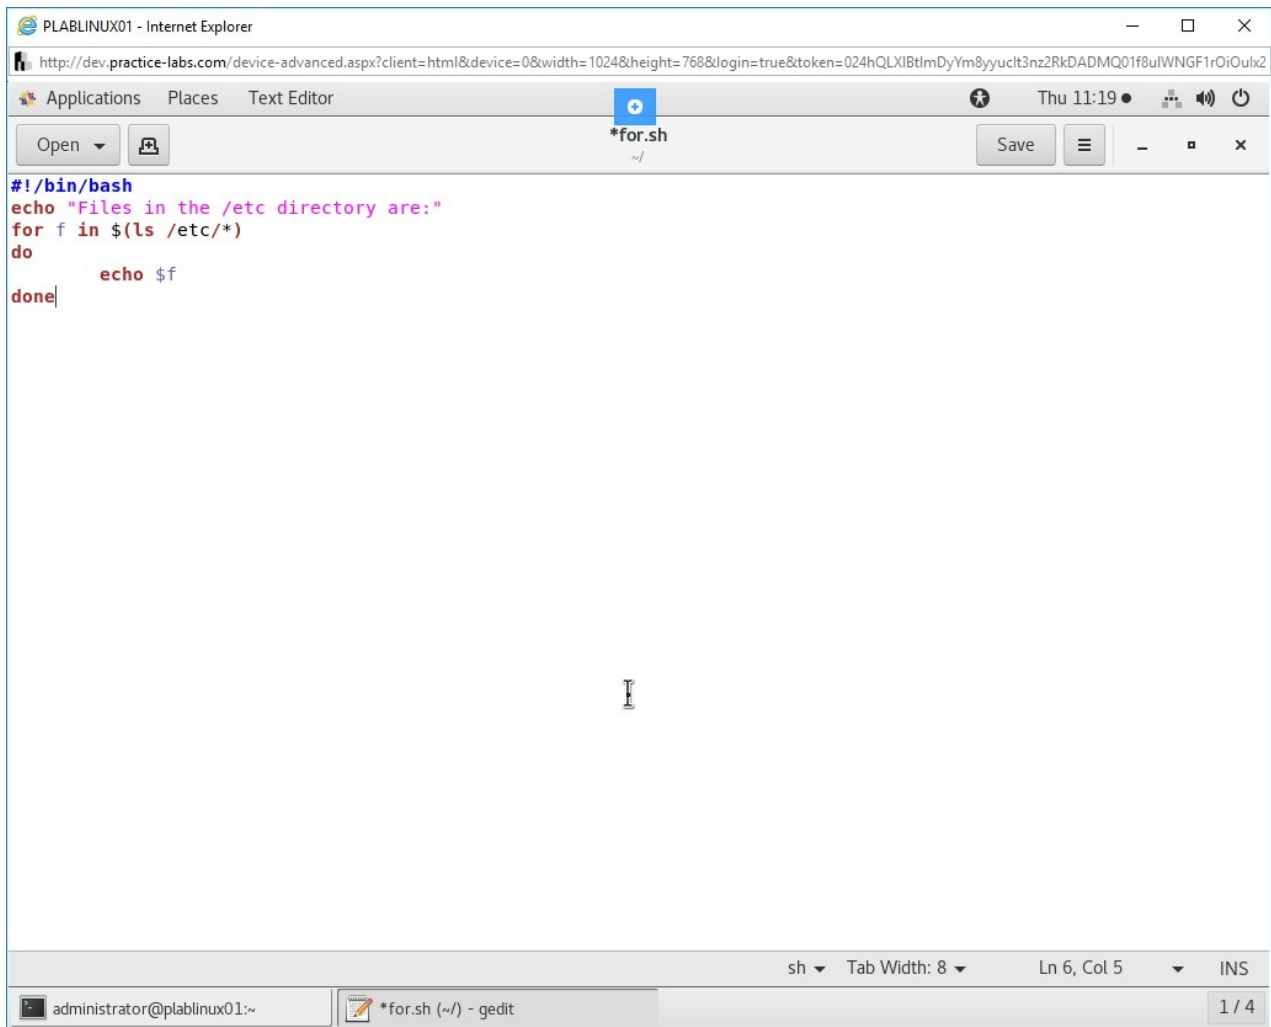 PLABLINUX01 - Internet Explorer
http://dev.practice-labs.com/device-advanced.aspx?client=html&device=0&width=1024&height=768&login=true&token=024hQLXIBtlmDyYm8yyuclt3nz2RkDADMQ01f8uIWNGF1rOiOulx2
Applications Places Text Editor Thu 11:19
Open *for.sh Save
~/
#!/bin/bash
echo "Files in the /etc directory are:"
for f in $(ls /etc/*)
do
        echo $f
done
sh Tab Width: 8 Ln 6, Col 5 INS
administrator@plablinux01:~ *for.sh (~/) - gedit 1 / 4